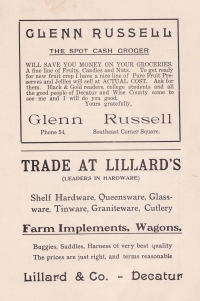 GLENN RUSSELL
THE SPOT CASH GROCER
WILL SAVE YOU MONEY ON YOUR GROCERIES.
A fine line of Fruits, Candies and Nuts. To get ready
for new fruit crop I have a nice line of Pure Fruit Pre-
serves and Jellies will sell at ACTUAL COST. Ask for
them. Black & Gold readers, college students and all
the good people of Decatur and Wise County come to
see me and I will do you good.
Yours gratefully,
Glenn Russell
Phone 54, Southeast Corner Square.
TRADE AT LILLARD'S
(LEADERS IN HARDWARE)
Shelf Hardware, Queensware, Glass-
ware, Tinware, Graniteware, Cutlery
Farm Implements, Wagons,
Buggies, Saddles, Harness of very best quality
The prices are just right, and terms reasonable
Lillard & Co. - Decatur